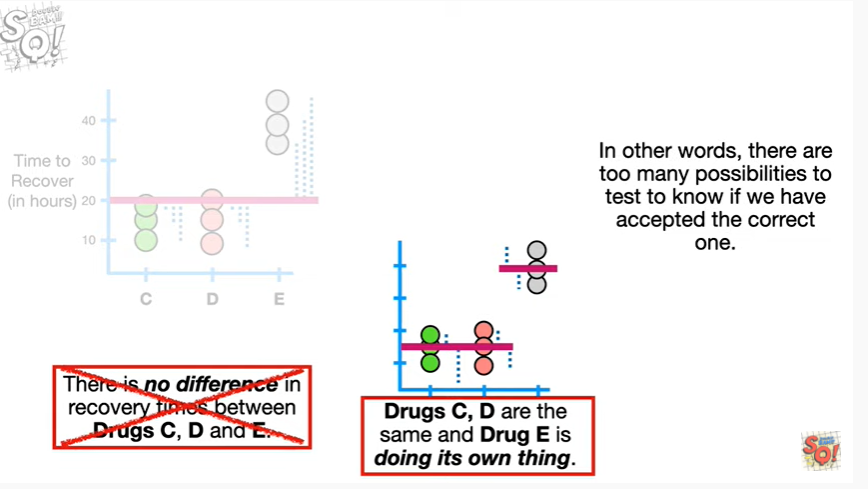 SQ!
40
Time to
30
Recover
(in hours)
20
10
C
D
E
In other words, there are
too many possibilities to
test to know if we have
accepted the correct
one.
There is no difference in
recovery times between
Drugs C, D and E.
Drugs C, D are the
same and Drug E is
doing its own thing.
SQ!